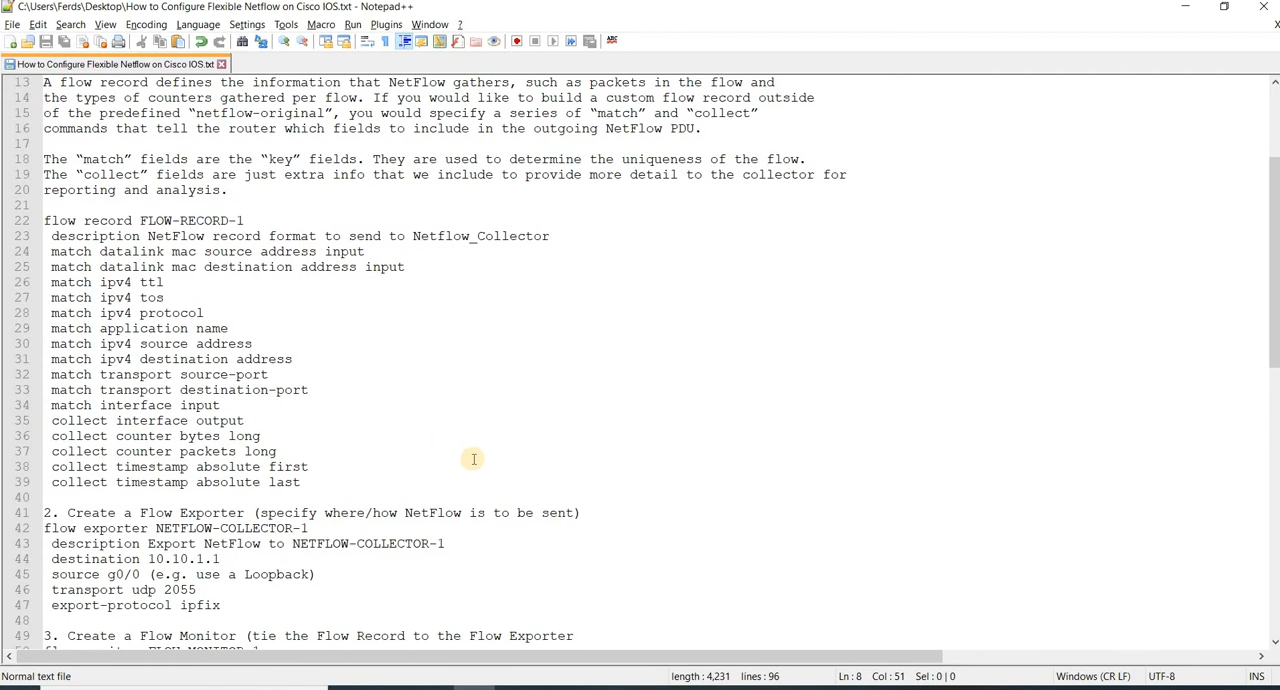 C:\Users\Ferds\Desktop\How to Configure Flexible Netflow on Cisco IOS.txt - Notepad++
File Edit Search View Encoding Language Settings Tools Macro Run Plugins Window ?
How to Configure Flexible Netflow on Cisco IOS.txt
13 A flow record defines the information that NetFlow gathers, such as packets in the flow and
14 the types of counters gathered per flow. If you would like to build a custom flow record outside
15 of the predefined “netflow-original”, you would specify a series of “match” and “collect”
16 commands that tell the router which fields to include in the outgoing NetFlow PDU.
17
18 The “match” fields are the “key” fields. They are used to determine the uniqueness of the flow.
19 The “collect” fields are just extra info that we include to provide more detail to the collector for
20 reporting and analysis.
21
22 flow record FLOW-RECORD-1
23 description NetFlow record format to send to Netflow_Collector
24 match datalink mac source address input
25 match datalink mac destination address input
26 match ipv4 ttl
27 match ipv4 tos
28 match ipv4 protocol
29 match application name
30 match ipv4 source address
31 match ipv4 destination address
32 match transport source-port
33 match transport destination-port
34 match interface input
35 collect interface output
36 collect counter bytes long
37 collect counter packets long
38 collect timestamp absolute first
39 collect timestamp absolute last
40
41 2. Create a Flow Exporter (specify where/how NetFlow is to be sent)
42 flow exporter NETFLOW-COLLECTOR-1
43 description Export NetFlow to NETFLOW-COLLECTOR-1
44 destination 10.10.1.1
45 source g0/0 (e.g. use a Loopback)
46 transport udp 2055
47 export-protocol ipfix
48
49 3. Create a Flow Monitor (tie the Flow Record to the Flow Exporter
Normal text file length : 4,231 lines : 96 Ln : 8 Col : 51 Sel : 0 | 0 Windows (CR LF) UTF-8 INS